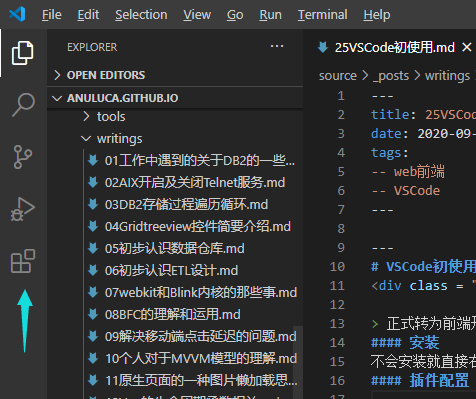 File Edit Selection View Go Run Terminal Help
EXPLORER
25VSCode初使用.md
OPEN EDITORS
source › _posts › writings
ANULUCA.GITHUB.IO
tools
writings
01工作中遇到的关于DB2的一些...
02AIX开启及关闭Telnet服务.md
03DB2存储过程遍历循环.md
04Gridtreeview控件简要介绍.md
05初步认识数据仓库.md
06初步认识ETL设计.md
07webkit和Blink内核的那些事.md
08BFC的理解和运用.md
09解决移动端点击延迟的问题.md
10个人对于MVVM模型的理解.md
11原生页面的一种图片懒加载思...
1 ---
2 title: 25VSCod
3 date: 2020-09-
4 tags:
5 -- web前端
6 -- VSCode
7 ---
8
9 ---
10 # VSCode初使用
11 <div class = "
12
13 > 正式转为前端开
14 #### 安装
15 不会安装就直接右
16 #### 插件配置
17